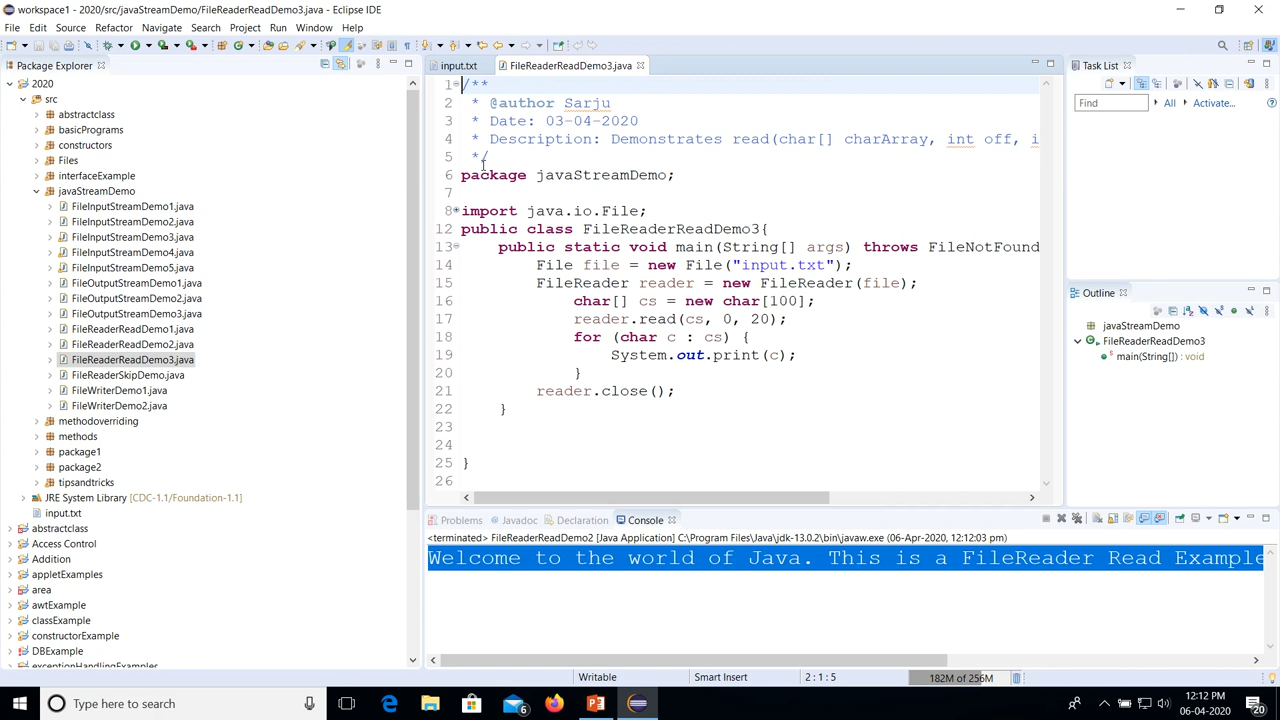 workspace1 - 2020/src/javaStreamDemo/FileReaderReadDemo3.java - Eclipse IDE
File Edit Source Refactor Navigate Search Project Run Window Help
Package Explorer
2020
src
abstractclass
basicPrograms
constructors
Files
interfaceExample
javaStreamDemo
FileInputStreamDemo1.java
FileInputStreamDemo2.java
FileInputStreamDemo3.java
FileInputStreamDemo4.java
FileInputStreamDemo5.java
FileOutputStreamDemo1.java
FileOutputStreamDemo2.java
FileOutputStreamDemo3.java
FileReaderReadDemo1.java
FileReaderReadDemo2.java
FileReaderReadDemo3.java
FileReaderSkipDemo.java
FileWriterDemo1.java
FileWriterDemo2.java
methodoverriding
methods
package1
package2
tipsandtricks
JRE System Library [CDC-1.1/Foundation-1.1]
input.txt
abstractclass
Access Control
Addition
appletExamples
area
awtExample
classExample
constructorExample
DBExample
exceptionHandlingExamples
input.txt FileReaderReadDemo3.java
1 /**
2 * @author Sarju
3 * Date: 03-04-2020
4 * Description: Demonstrates read(char[] charArray, int off, i
5 */
6 package javaStreamDemo;
7
8 import java.io.File;
12 public class FileReaderReadDemo3{
13 public static void main(String[] args) throws FileNotFound
14 File file = new File("input.txt");
15 FileReader reader = new FileReader(file);
16 char[] cs = new char[100];
17 reader.read(cs, 0, 20);
18 for (char c : cs) {
19 System.out.print(c);
20 }
21 reader.close();
22 }
23
24
25 }
26
Problems Javadoc Declaration Console
<terminated> FileReaderReadDemo2 [Java Application] C:\Program Files\Java\jdk-13.0.2\bin\javaw.exe (06-Apr-2020, 12:12:03 pm)
Welcome to the world of Java. This is a FileReader Read Example
Task List
Find All Activate...
Outline
javaStreamDemo
FileReaderReadDemo3
main(String[]) : void
Writable Smart Insert 2 : 1 : 5 182M of 256M
Type here to search
6
12:12 PM
06-04-2020
20